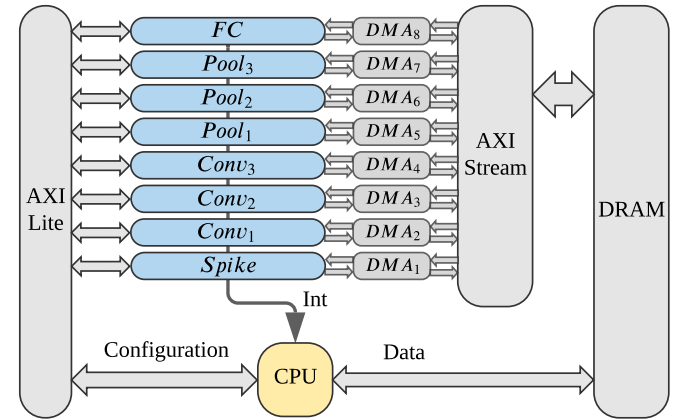 FC
DMA₈
Pool₃
DMA₇
Pool₂
DMA₆
Pool₁
DMA₅
Conv₃
DMA₄
Conv₂
DMA₃
Conv₁
DMA₂
Spike
DMA₁
AXI
Lite
AXI
Stream
DRAM
Int
Configuration
CPU
Data